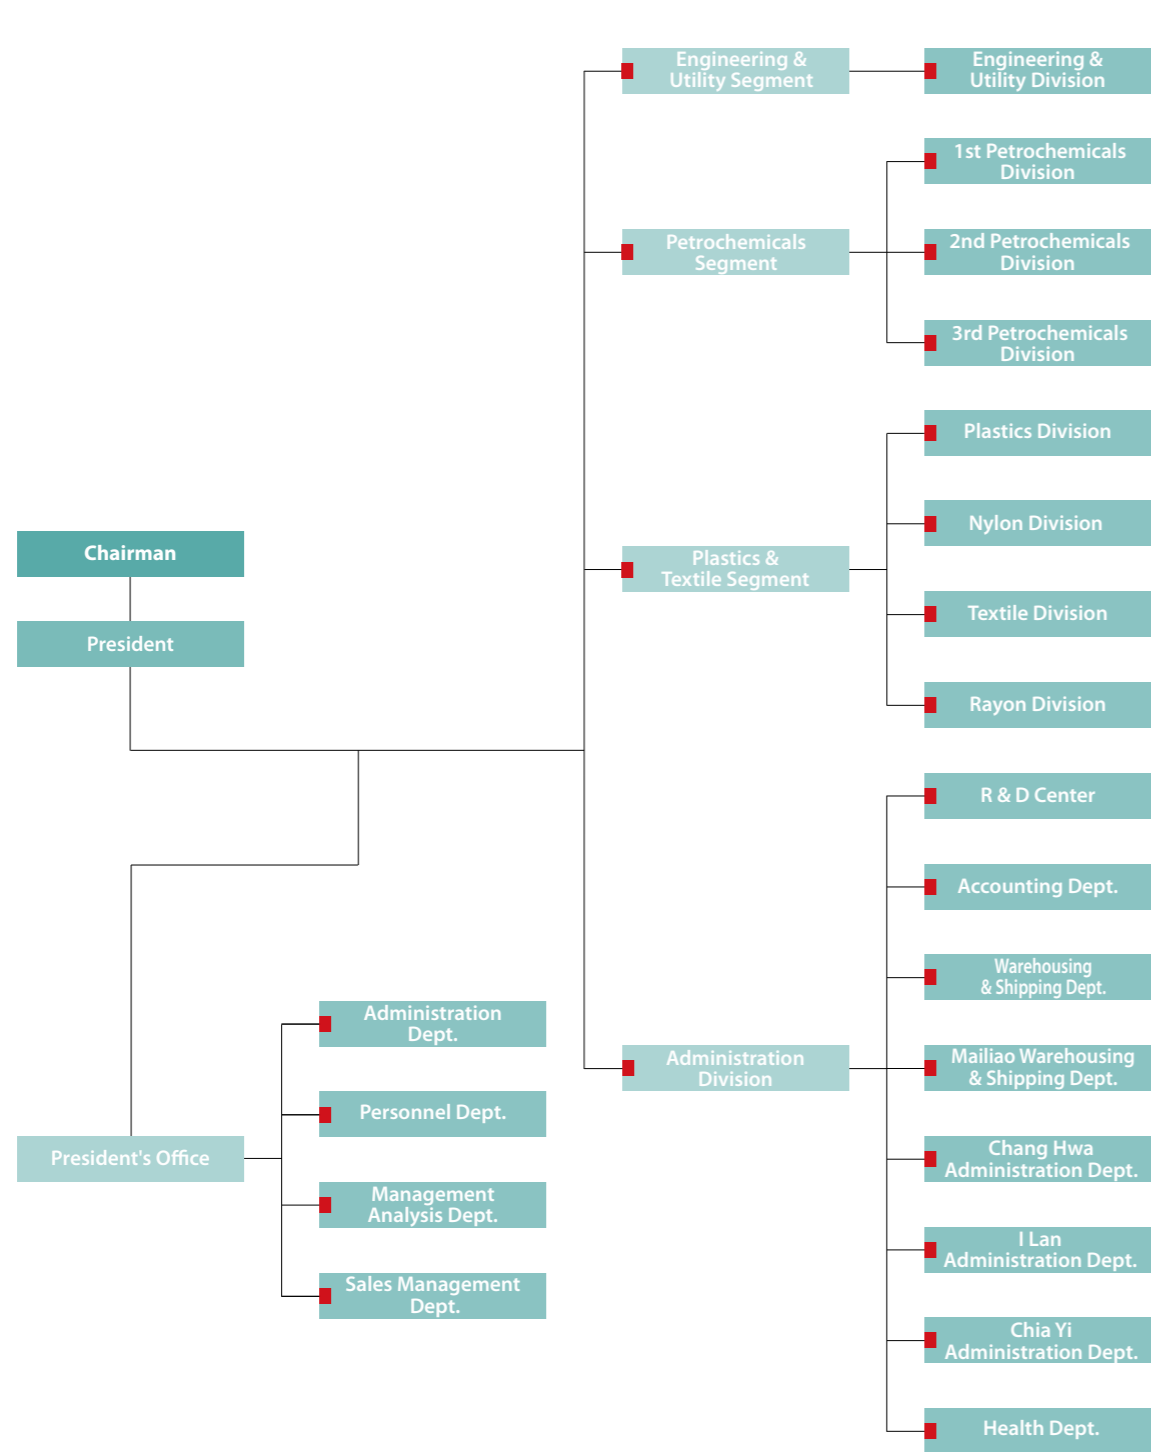 Engineering &
Utility Segment
Engineering &
Utility Division
1st Petrochemicals
Division
Petrochemicals
Segment
2nd Petrochemicals
Division
3rd Petrochemicals
Division
Plastics Division
Nylon Division
Plastics &
Textile Segment
Textile Division
Rayon Division
Chairman
President
R & D Center
Accounting Dept.
Warehousing
& Shipping Dept.
Administration
Division
Mailiao Warehousing
& Shipping Dept.
Chang Hwa
Administration Dept.
I Lan
Administration Dept.
Chia Yi
Administration Dept.
Health Dept.
President's Office
Administration
Dept.
Personnel Dept.
Management
Analysis Dept.
Sales Management
Dept.